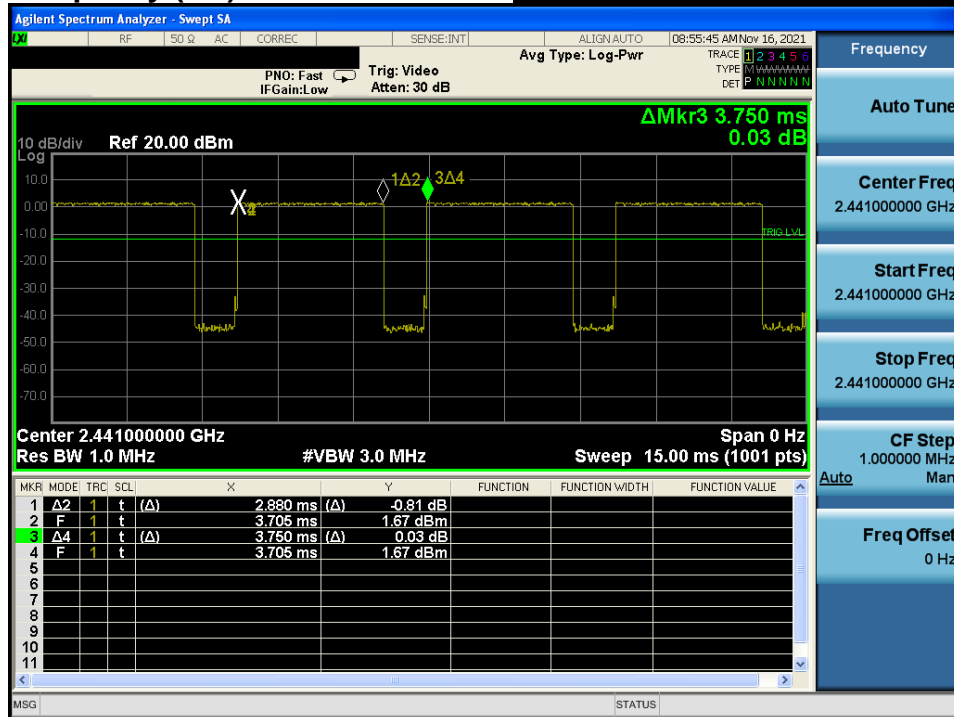 Agilent Spectrum Analyzer - Swept SA
LXI RF 50 Ω AC CORREC SENSE:INT ALIGN AUTO 08:55:45 AM Nov 16, 2021
Frequency
Avg Type: Log-Pwr
TRACE 1 2 3 4 5 6
PNO: Fast Trig: Video
IFGain:Low Atten: 30 dB
TYPE M
DET P N N N N N
Auto Tune
ΔMkr3 3.750 ms
0.03 dB
10 dB/div Ref 20.00 dBm
Log
10.0
0.00
-10.0
-20.0
-30.0
-40.0
-50.0
-60.0
-70.0
1Δ2
3Δ4
TRIG LVL
Center Freq
2.441000000 GHz
Start Freq
2.441000000 GHz
Stop Freq
2.441000000 GHz
Center 2.441000000 GHz Span 0 Hz
Res BW 1.0 MHz #VBW 3.0 MHz Sweep 15.00 ms (1001 pts)
CF Step
1.000000 MHz
Auto Man
MKR MODE TRC SCL X Y FUNCTION FUNCTION WIDTH FUNCTION VALUE
1 Δ2 1 t (Δ) 2.880 ms (Δ) -0.81 dB
2 F 1 t 3.705 ms 1.67 dBm
3 Δ4 1 t (Δ) 3.750 ms (Δ) 0.03 dB
4 F 1 t 3.705 ms 1.67 dBm
5
6
7
8
9
10
11
Freq Offset
0 Hz
MSG STATUS